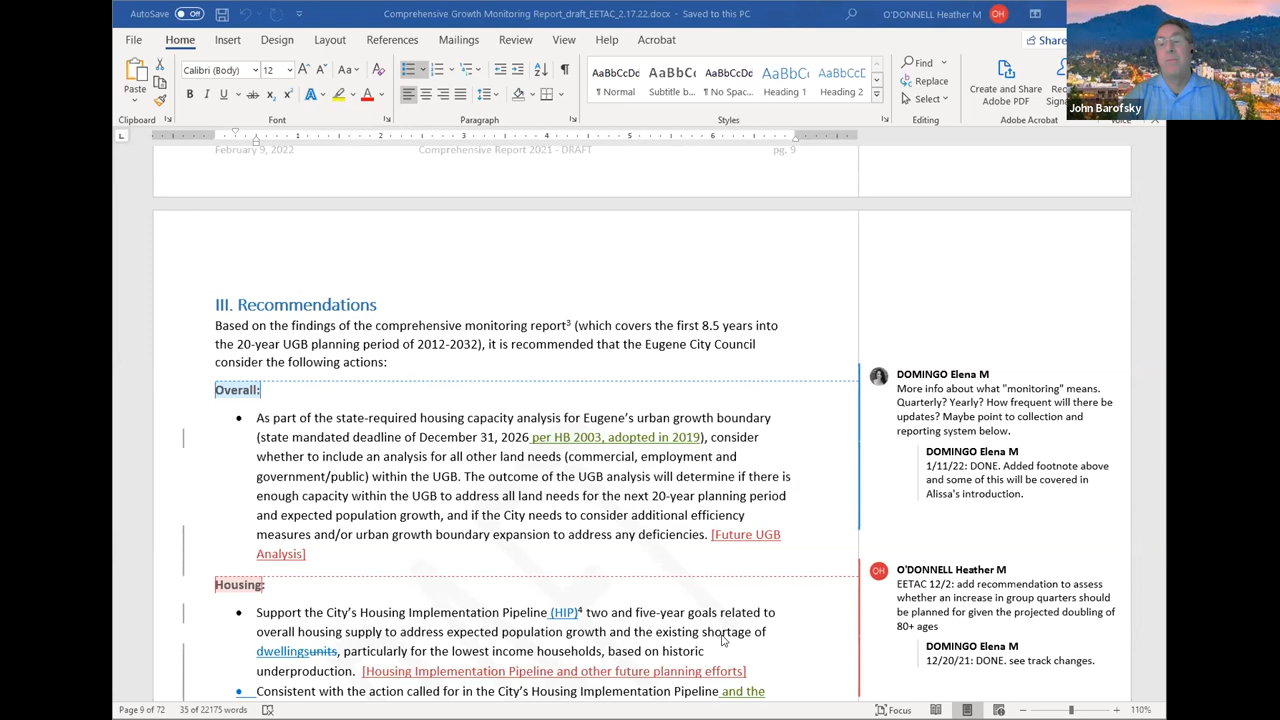 AutoSave Off Comprehensive Growth Monitoring Report_draft_EETAC_2.17.22.docx - Saved to this PC O'DONNELL Heather M OH
File Home Insert Design Layout References Mailings Review View Help Acrobat Share
Calibri (Body) 12
Paste
Clipboard Font Paragraph
AaBbCcDd AaBbCcC AaBbCcDd AaBbCcD AaBbCcD
¶ Normal Subtitle b... ¶ No Spac... Heading 1 Heading 2
Styles
Find
Replace
Select
Editing
Create and Share
Adobe PDF
Adobe Acrobat
John Barofsky
February 9, 2022 Comprehensive Report 2021 - DRAFT pg. 9
III. Recommendations
Based on the findings of the comprehensive monitoring report3 (which covers the first 8.5 years into
the 20-year UGB planning period of 2012-2032), it is recommended that the Eugene City Council
consider the following actions:
Overall:
• As part of the state-required housing capacity analysis for Eugene's urban growth boundary
(state mandated deadline of December 31, 2026 per HB 2003, adopted in 2019), consider
whether to include an analysis for all other land needs (commercial, employment and
government/public) within the UGB. The outcome of the UGB analysis will determine if there is
enough capacity within the UGB to address all land needs for the next 20-year planning period
and expected population growth, and if the City needs to consider additional efficiency
measures and/or urban growth boundary expansion to address any deficiencies. [Future UGB
Analysis]
Housing:
• Support the City's Housing Implementation Pipeline (HIP)4 two and five-year goals related to
overall housing supply to address expected population growth and the existing shortage of
dwellingsunits, particularly for the lowest income households, based on historic
underproduction. [Housing Implementation Pipeline and other future planning efforts]
• Consistent with the action called for in the City's Housing Implementation Pipeline and the
DOMINGO Elena M
More info about what "monitoring" means.
Quarterly? Yearly? How frequent will there be
updates? Maybe point to collection and
reporting system below.
DOMINGO Elena M
1/11/22: DONE. Added footnote above
and some of this will be covered in
Alissa's introduction.
OH O'DONNELL Heather M
EETAC 12/2: add recommendation to assess
whether an increase in group quarters should
be planned for given the projected doubling of
80+ ages
DOMINGO Elena M
12/20/21: DONE. see track changes.
Page 9 of 72 35 of 22175 words Focus 110%